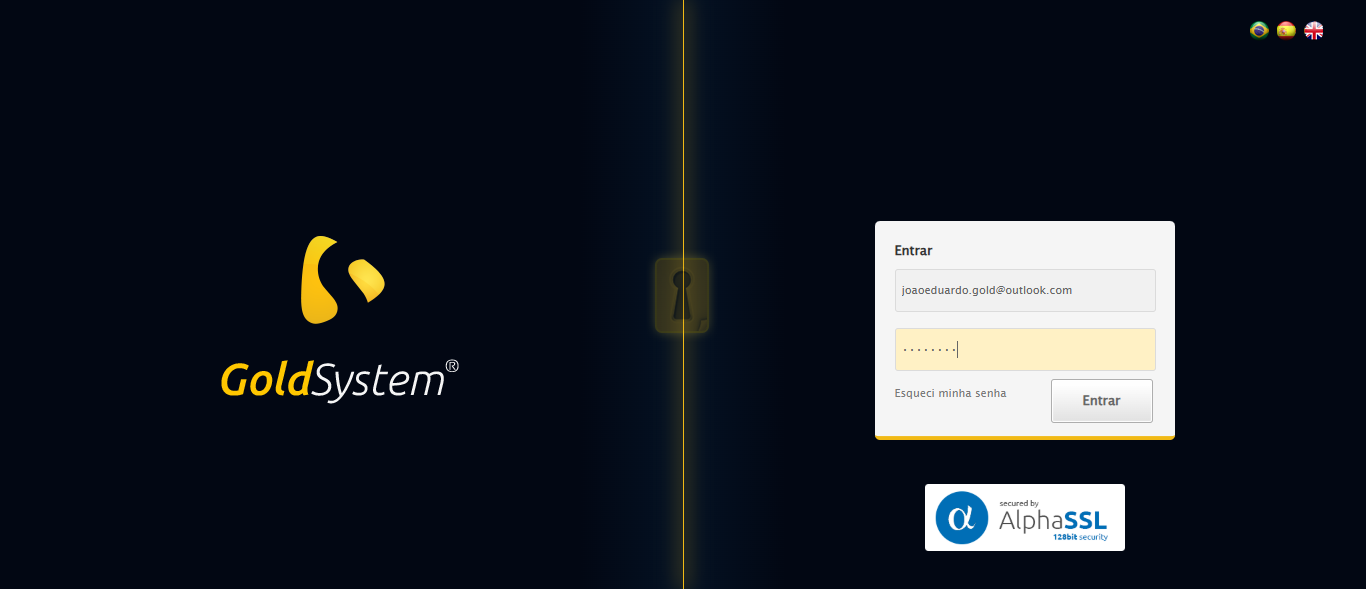 GoldSystem®
Entrar
joaoeduardo.gold@outlook.com
········
Esqueci minha senha
Entrar
α
secured by
AlphaSSL
128bit security